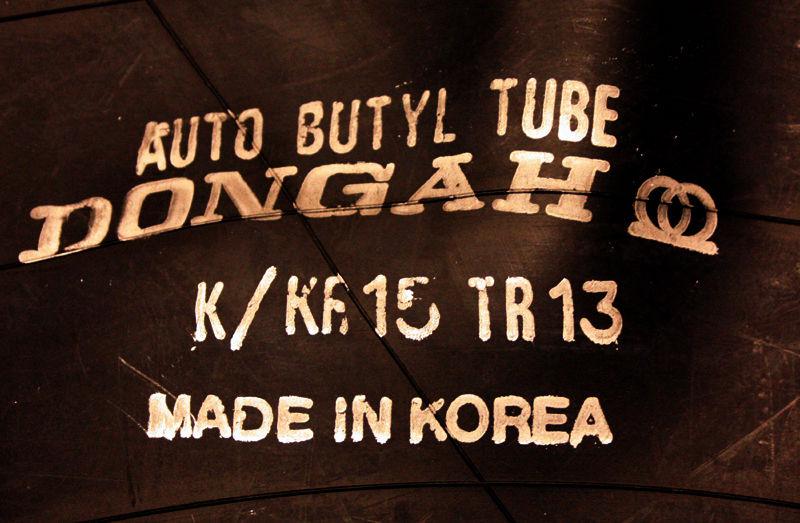 AUTO BUTYL TUBE
DONGAH
K/KR15 TR13
MADE IN KOREA